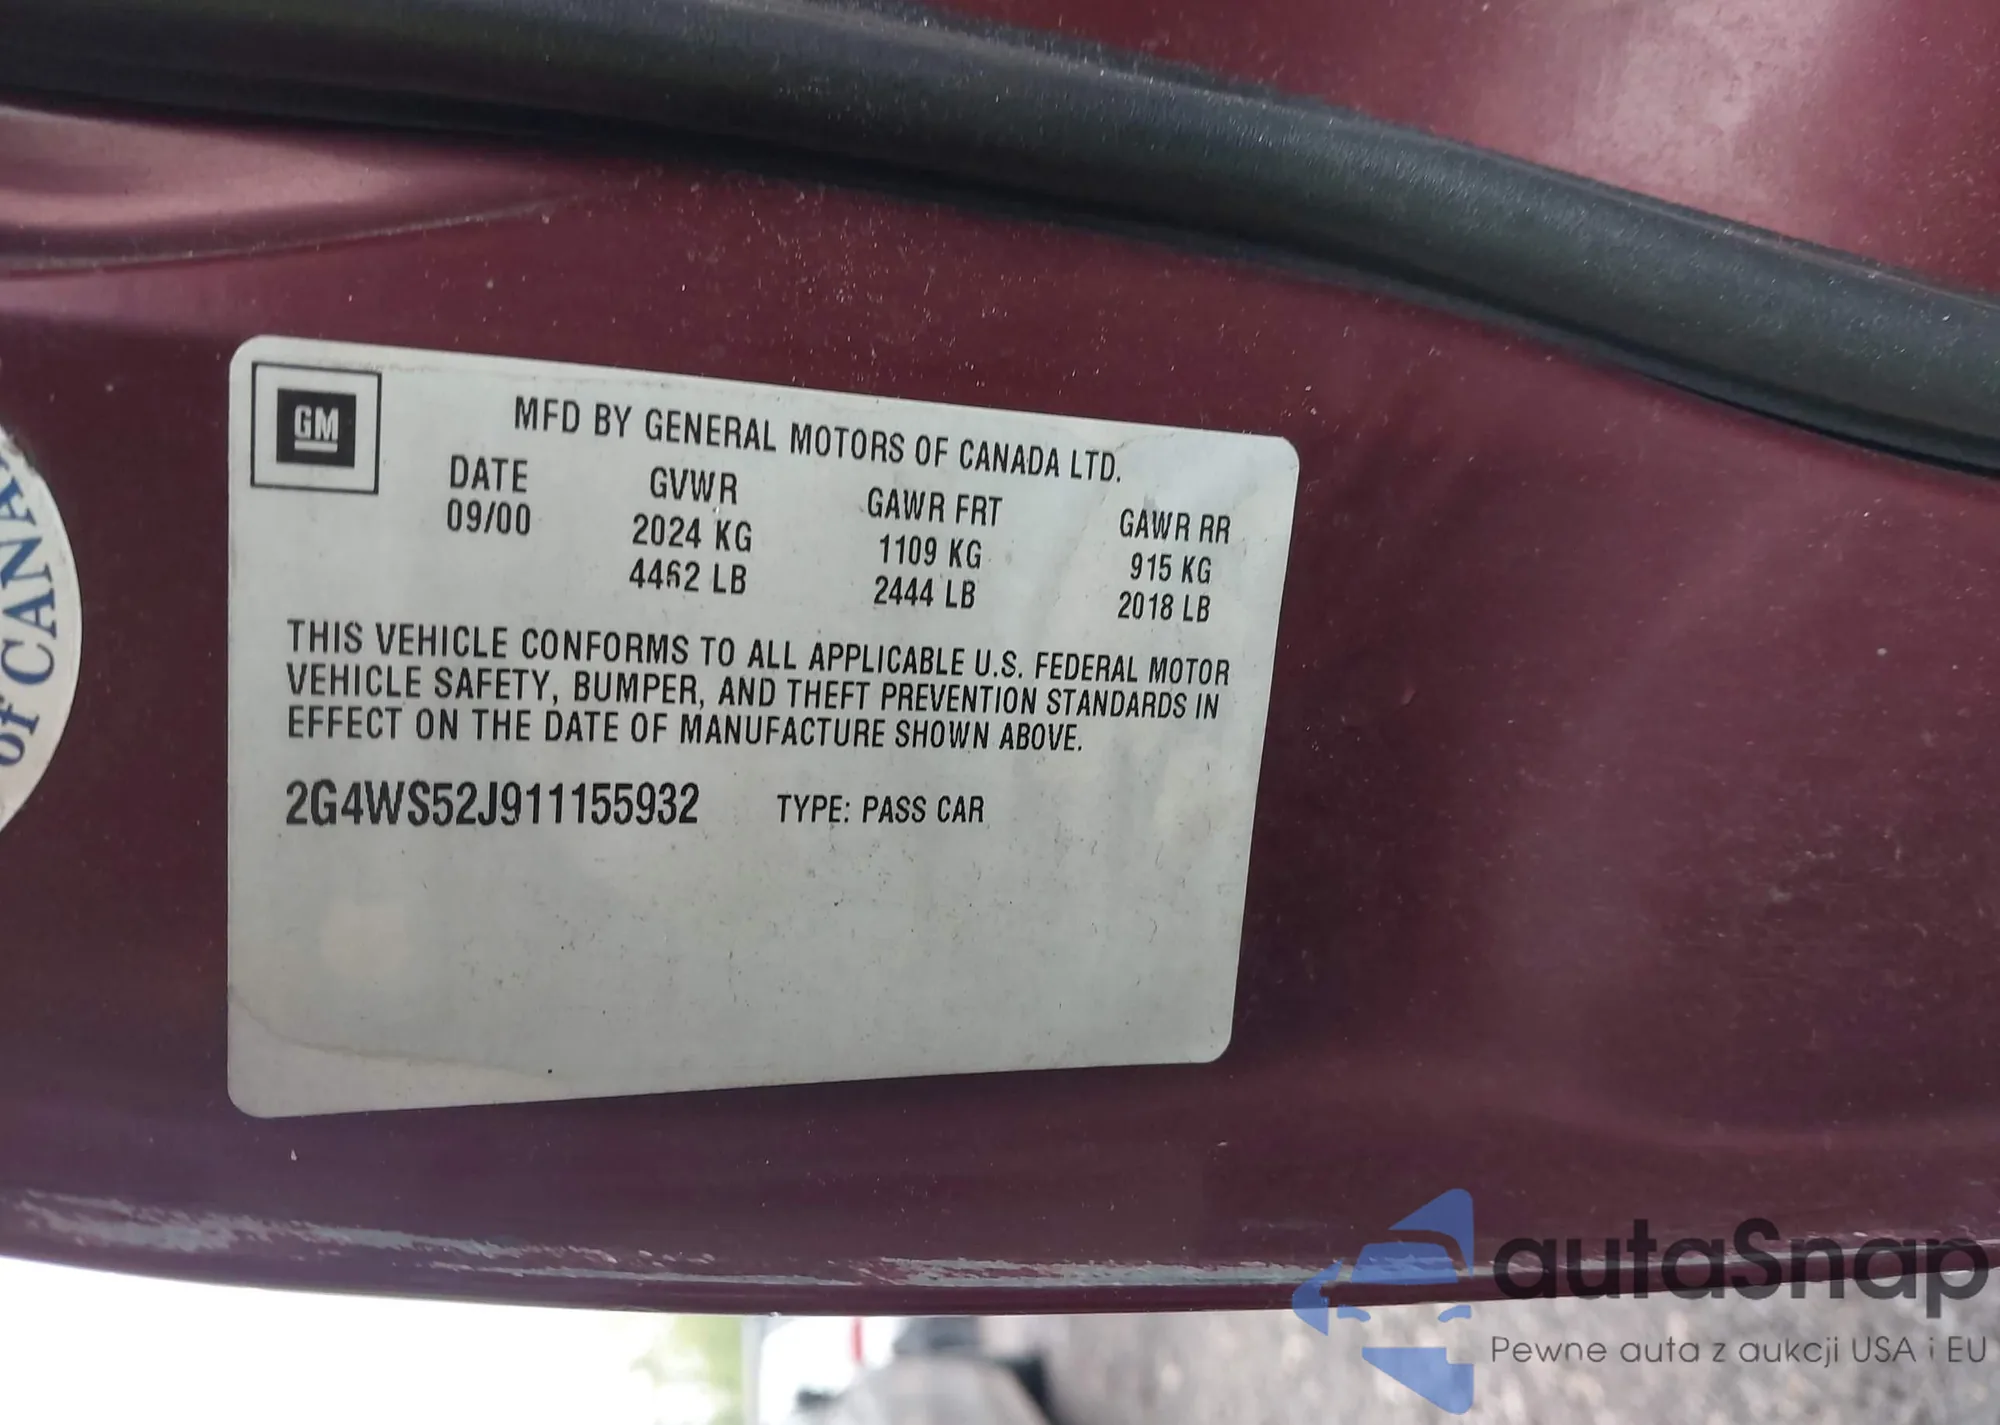 GM
MFD BY GENERAL MOTORS OF CANADA LTD.
DATE GVWR GAWR FRT GAWR RR
09/00 2024 KG 1109 KG 915 KG
4462 LB 2444 LB 2018 LB
THIS VEHICLE CONFORMS TO ALL APPLICABLE U.S. FEDERAL MOTOR
VEHICLE SAFETY, BUMPER, AND THEFT PREVENTION STANDARDS IN
EFFECT ON THE DATE OF MANUFACTURE SHOWN ABOVE.
2G4WS52J911155932 TYPE: PASS CAR
of CANA
autaSnap
Pewne auta z aukcji USA i EU